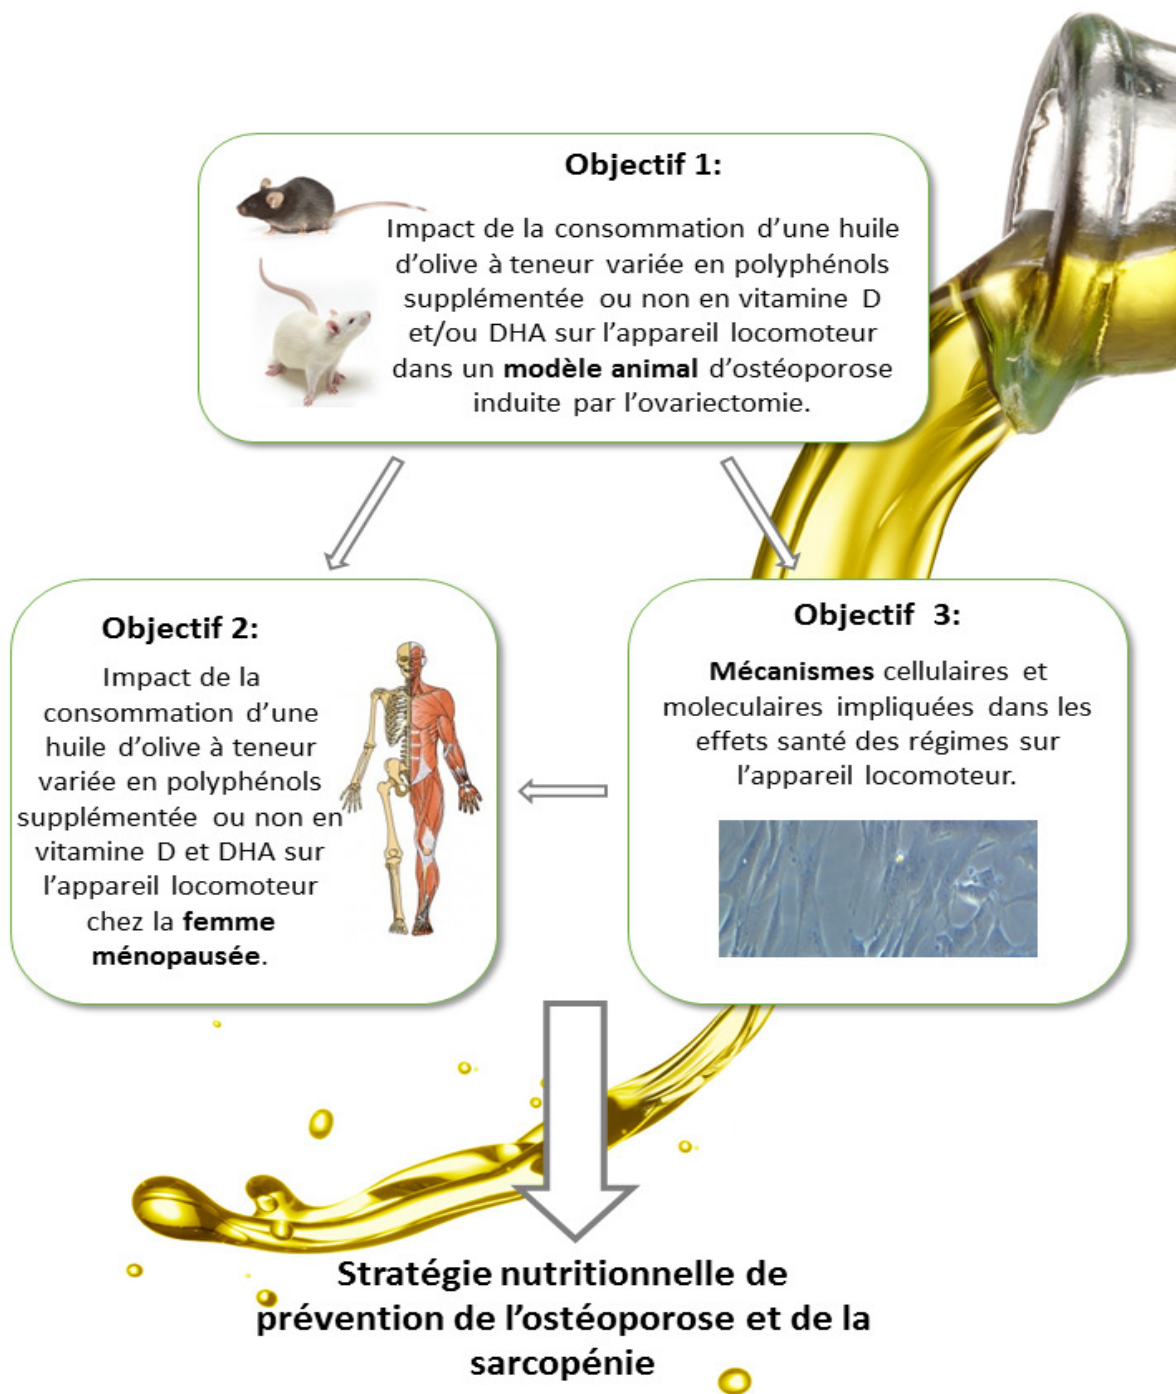 Objectif 1:
Impact de la consommation d’une huile
d’olive à teneur variée en polyphénols
supplémentée ou non en vitamine D
et/ou DHA sur l’appareil locomoteur
dans un modèle animal d’ostéoporose
induite par l’ovariectomie.
Objectif 2:
Impact de la
consommation d’une
huile d’olive à teneur
variée en polyphénols
supplémentée ou non en
vitamine D et DHA sur
l’appareil locomoteur
chez la femme
ménopausée.
Objectif 3:
Mécanismes cellulaires et
moleculaires impliquées dans les
effets santé des régimes sur
l’appareil locomoteur.
Stratégie nutritionnelle de
prévention de l’ostéoporose et de la
sarcopénie